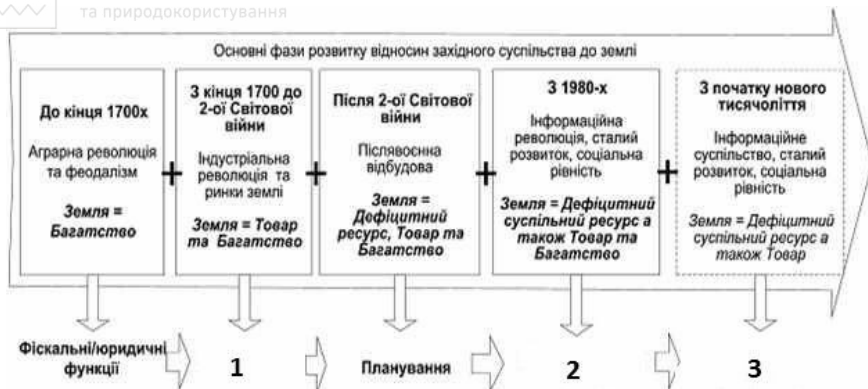 та природокористування
Основні фази розвитку відносин західного суспільства до землі
До кінця 1700х
Аграрна революція
та феодалізм
Земля =
Багатство
+
З кінця 1700 до
2-ої Світової
війни
Індустріальна
революція та
ринки землі
Земля = Товар
та Багатство
+
Після 2-ої Світової
війни
Післявоєнна
відбудова
Земля =
Дефіцитний
ресурс, Товар та
Багатство
+
З 1980-х
Інформаційна
революція, сталий
розвиток, соціальна
рівність
Земля = Дефіцитний
суспільний ресурс а
також Товар та
Багатство
+
З початку нового
тисячоліття
Інформаційне
суспільство, сталий
розвиток, соціальна
рівність
Земля = Дефіцитний
суспільний ресурс а
також Товар
Фіскальні/юридичні
функції
1
Планування
2
3